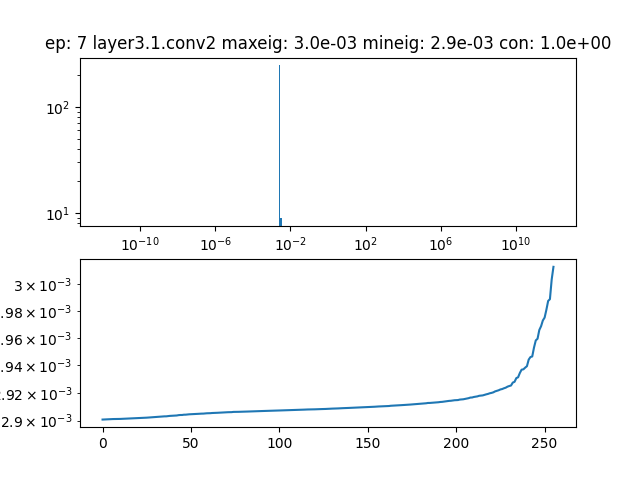 ep: 7 layer3.1.conv2 maxeig: 3.0e-03 mineig: 2.9e-03 con: 1.0e+00
10²
10¹
10⁻¹⁰ 10⁻⁶ 10⁻² 10² 10⁶ 10¹⁰
3 × 10⁻³
.98 × 10⁻³
.96 × 10⁻³
.94 × 10⁻³
2.92 × 10⁻³
2.9 × 10⁻³
0 50 100 150 200 250